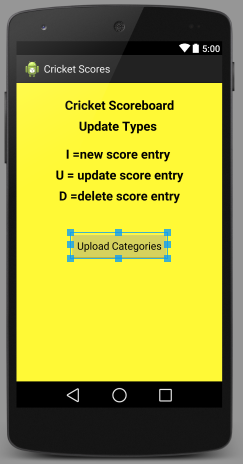 5:00
Cricket Scores
Cricket Scoreboard
Update Types
I =new score entry
U = update score entry
D =delete score entry
Upload Categories